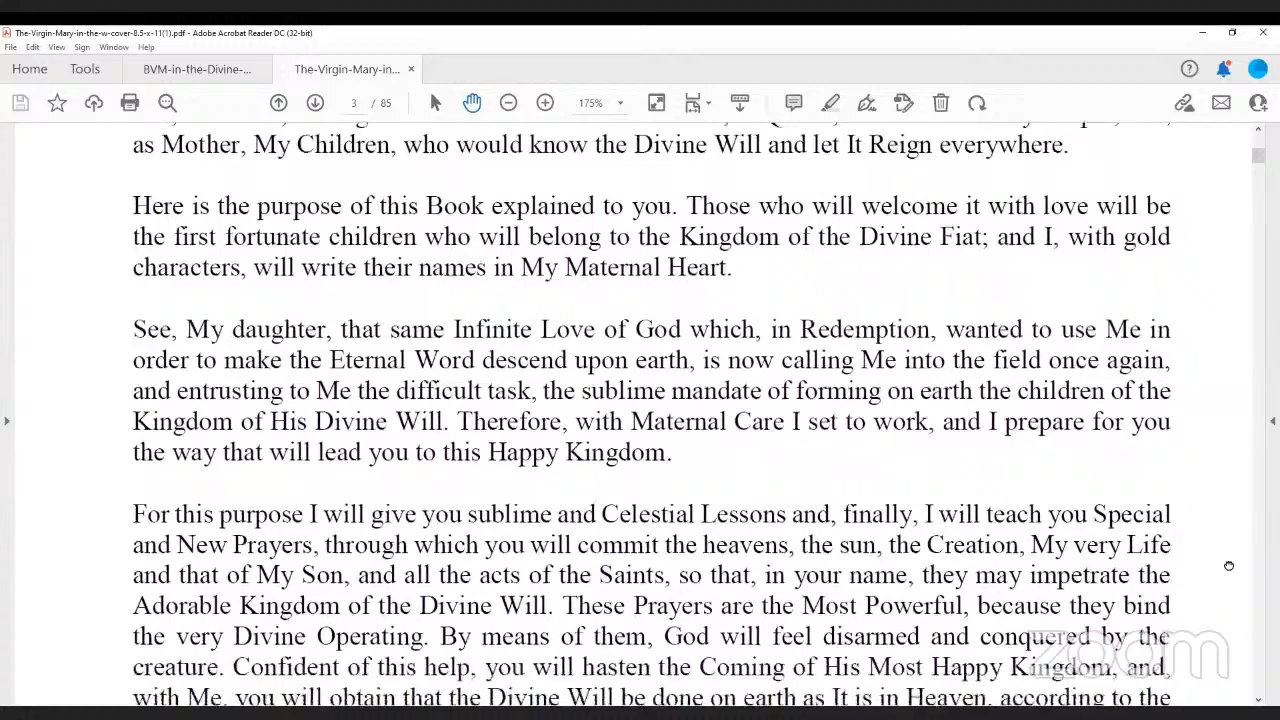 The-Virgin-Mary-in-the-w-cover-8.5-x-11(1).pdf - Adobe Acrobat Reader DC (32-bit)
File Edit View Sign Window Help
Home Tools BVM-in-the-Divine-... The-Virgin-Mary-in... ×
3 / 85 175%
as Mother, My Children, who would know the Divine Will and let It Reign everywhere.
Here is the purpose of this Book explained to you. Those who will welcome it with love will be
the first fortunate children who will belong to the Kingdom of the Divine Fiat; and I, with gold
characters, will write their names in My Maternal Heart.
See, My daughter, that same Infinite Love of God which, in Redemption, wanted to use Me in
order to make the Eternal Word descend upon earth, is now calling Me into the field once again,
and entrusting to Me the difficult task, the sublime mandate of forming on earth the children of the
Kingdom of His Divine Will. Therefore, with Maternal Care I set to work, and I prepare for you
the way that will lead you to this Happy Kingdom.
For this purpose I will give you sublime and Celestial Lessons and, finally, I will teach you Special
and New Prayers, through which you will commit the heavens, the sun, the Creation, My very Life
and that of My Son, and all the acts of the Saints, so that, in your name, they may impetrate the
Adorable Kingdom of the Divine Will. These Prayers are the Most Powerful, because they bind
the very Divine Operating. By means of them, God will feel disarmed and conquered by the
creature. Confident of this help, you will hasten the Coming of His Most Happy Kingdom, and,
with Me, you will obtain that the Divine Will be done on earth as It is in Heaven, according to the
zoom